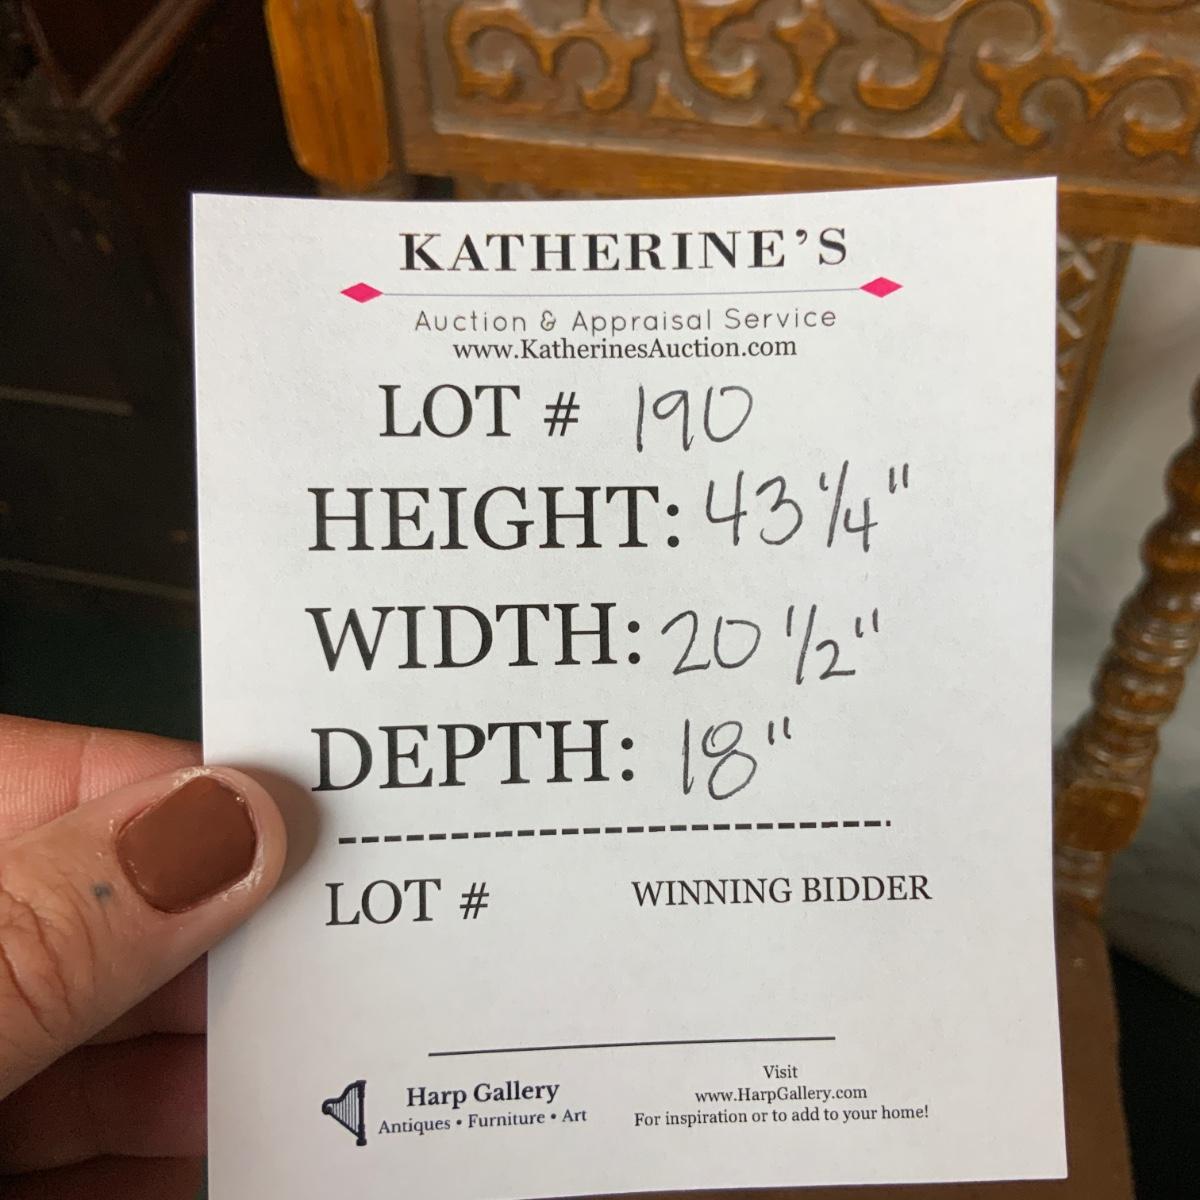 KATHERINE'S
Auction & Appraisal Service
www.KatherinesAuction.com
LOT # 190
HEIGHT: 43 1/4"
WIDTH: 20 1/2"
DEPTH: 18"
LOT # WINNING BIDDER
Harp Gallery
Antiques • Furniture • Art
Visit
www.HarpGallery.com
For inspiration or to add to your home!